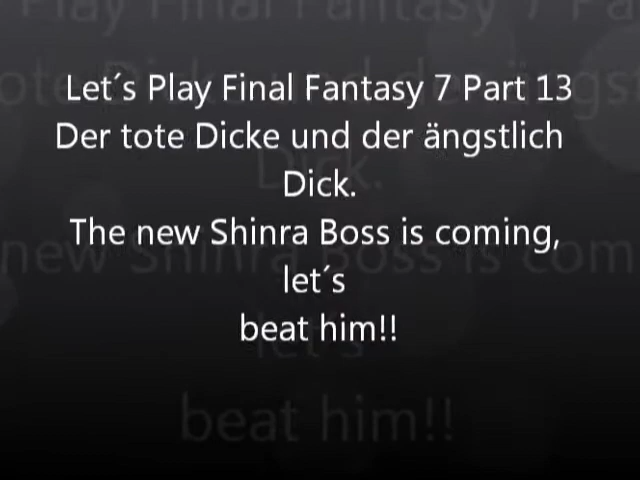 Let´s Play Final Fantasy 7 Part 13
Der tote Dicke und der ängstlich
Dick.
The new Shinra Boss is coming,
let´s
beat him!!